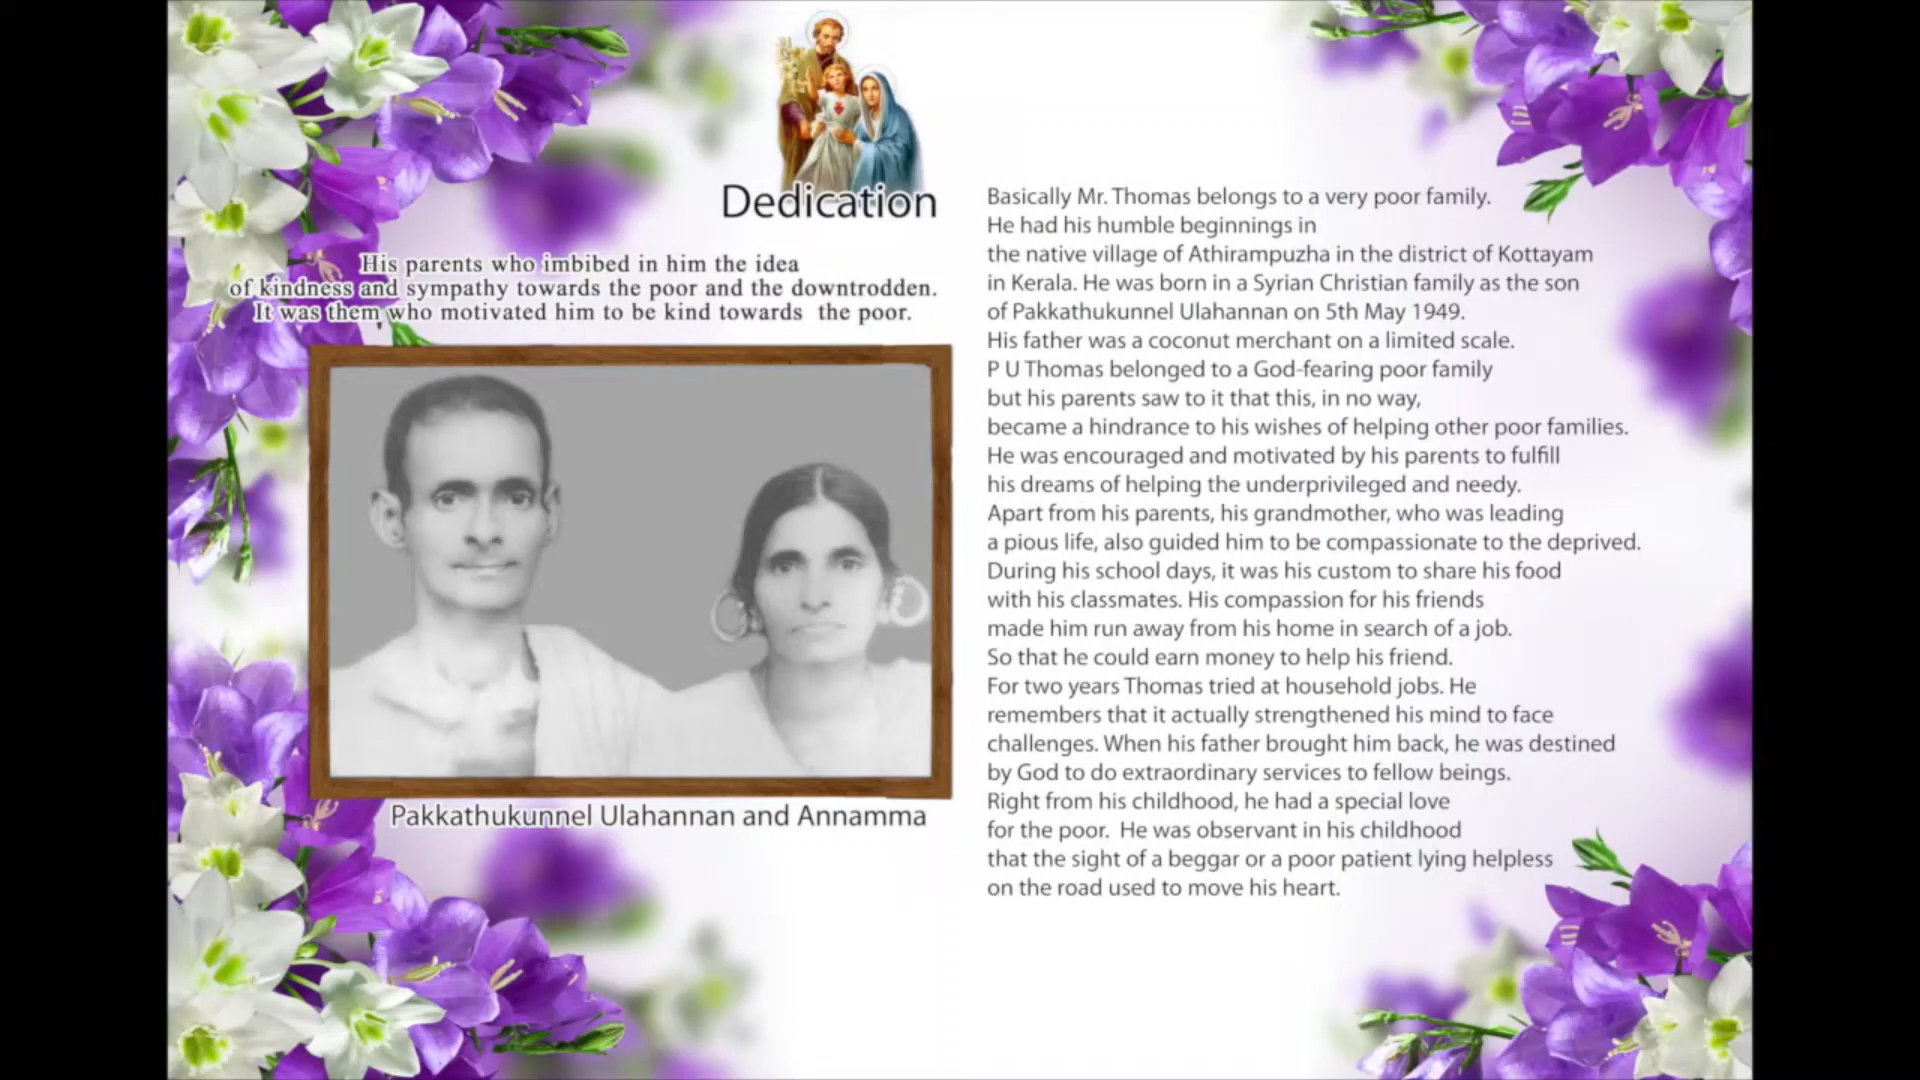 Dedication
His parents who imbibed in him the idea
of kindness and sympathy towards the poor and the downtrodden.
It was them who motivated him to be kind towards the poor.
Pakkathukunnel Ulahannan and Annamma
Basically Mr. Thomas belongs to a very poor family.
He had his humble beginnings in
the native village of Athirampuzha in the district of Kottayam
in Kerala. He was born in a Syrian Christian family as the son
of Pakkathukunnel Ulahannan on 5th May 1949.
His father was a coconut merchant on a limited scale.
P U Thomas belonged to a God-fearing poor family
but his parents saw to it that this, in no way,
became a hindrance to his wishes of helping other poor families.
He was encouraged and motivated by his parents to fulfill
his dreams of helping the underprivileged and needy.
Apart from his parents, his grandmother, who was leading
a pious life, also guided him to be compassionate to the deprived.
During his school days, it was his custom to share his food
with his classmates. His compassion for his friends
made him run away from his home in search of a job.
So that he could earn money to help his friend.
For two years Thomas tried at household jobs. He
remembers that it actually strengthened his mind to face
challenges. When his father brought him back, he was destined
by God to do extraordinary services to fellow beings.
Right from his childhood, he had a special love
for the poor. He was observant in his childhood
that the sight of a beggar or a poor patient lying helpless
on the road used to move his heart.